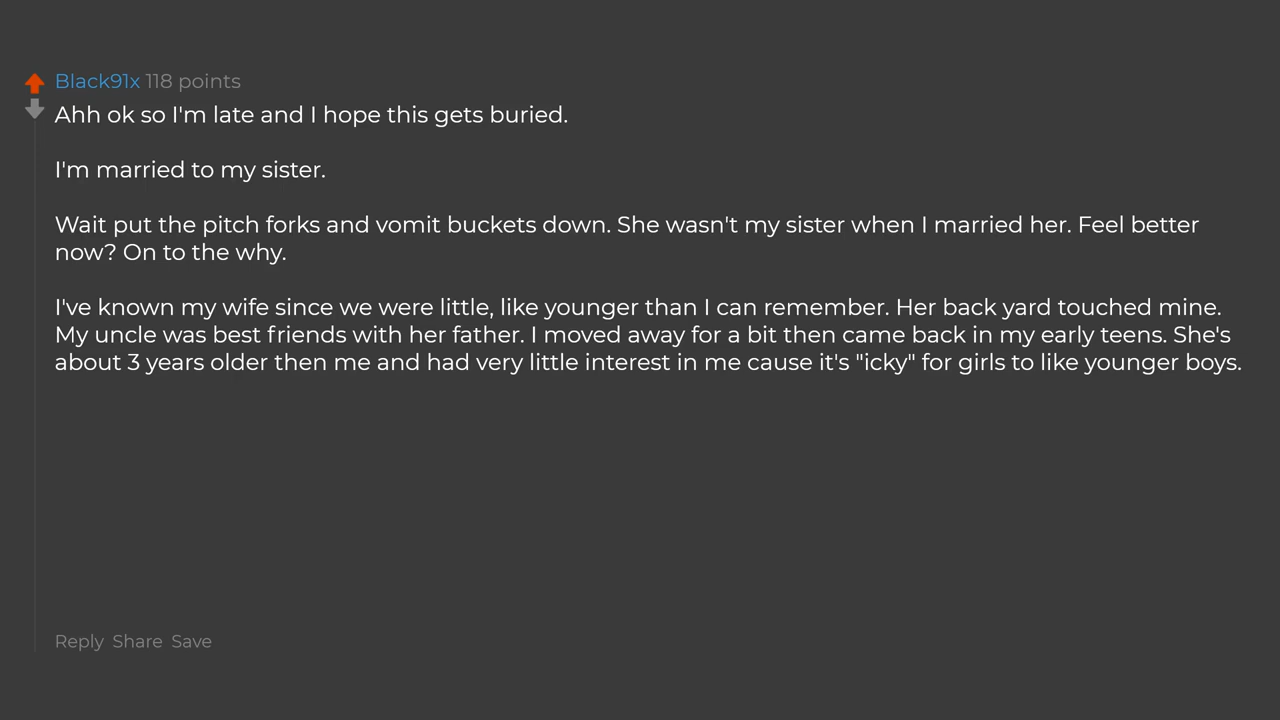 Black91x 118 points
Ahh ok so I'm late and I hope this gets buried.
I'm married to my sister.
Wait put the pitch forks and vomit buckets down. She wasn't my sister when I married her. Feel better
now? On to the why.
I've known my wife since we were little, like younger than I can remember. Her back yard touched mine.
My uncle was best friends with her father. I moved away for a bit then came back in my early teens. She's
about 3 years older then me and had very little interest in me cause it's "icky" for girls to like younger boys.
Reply Share Save